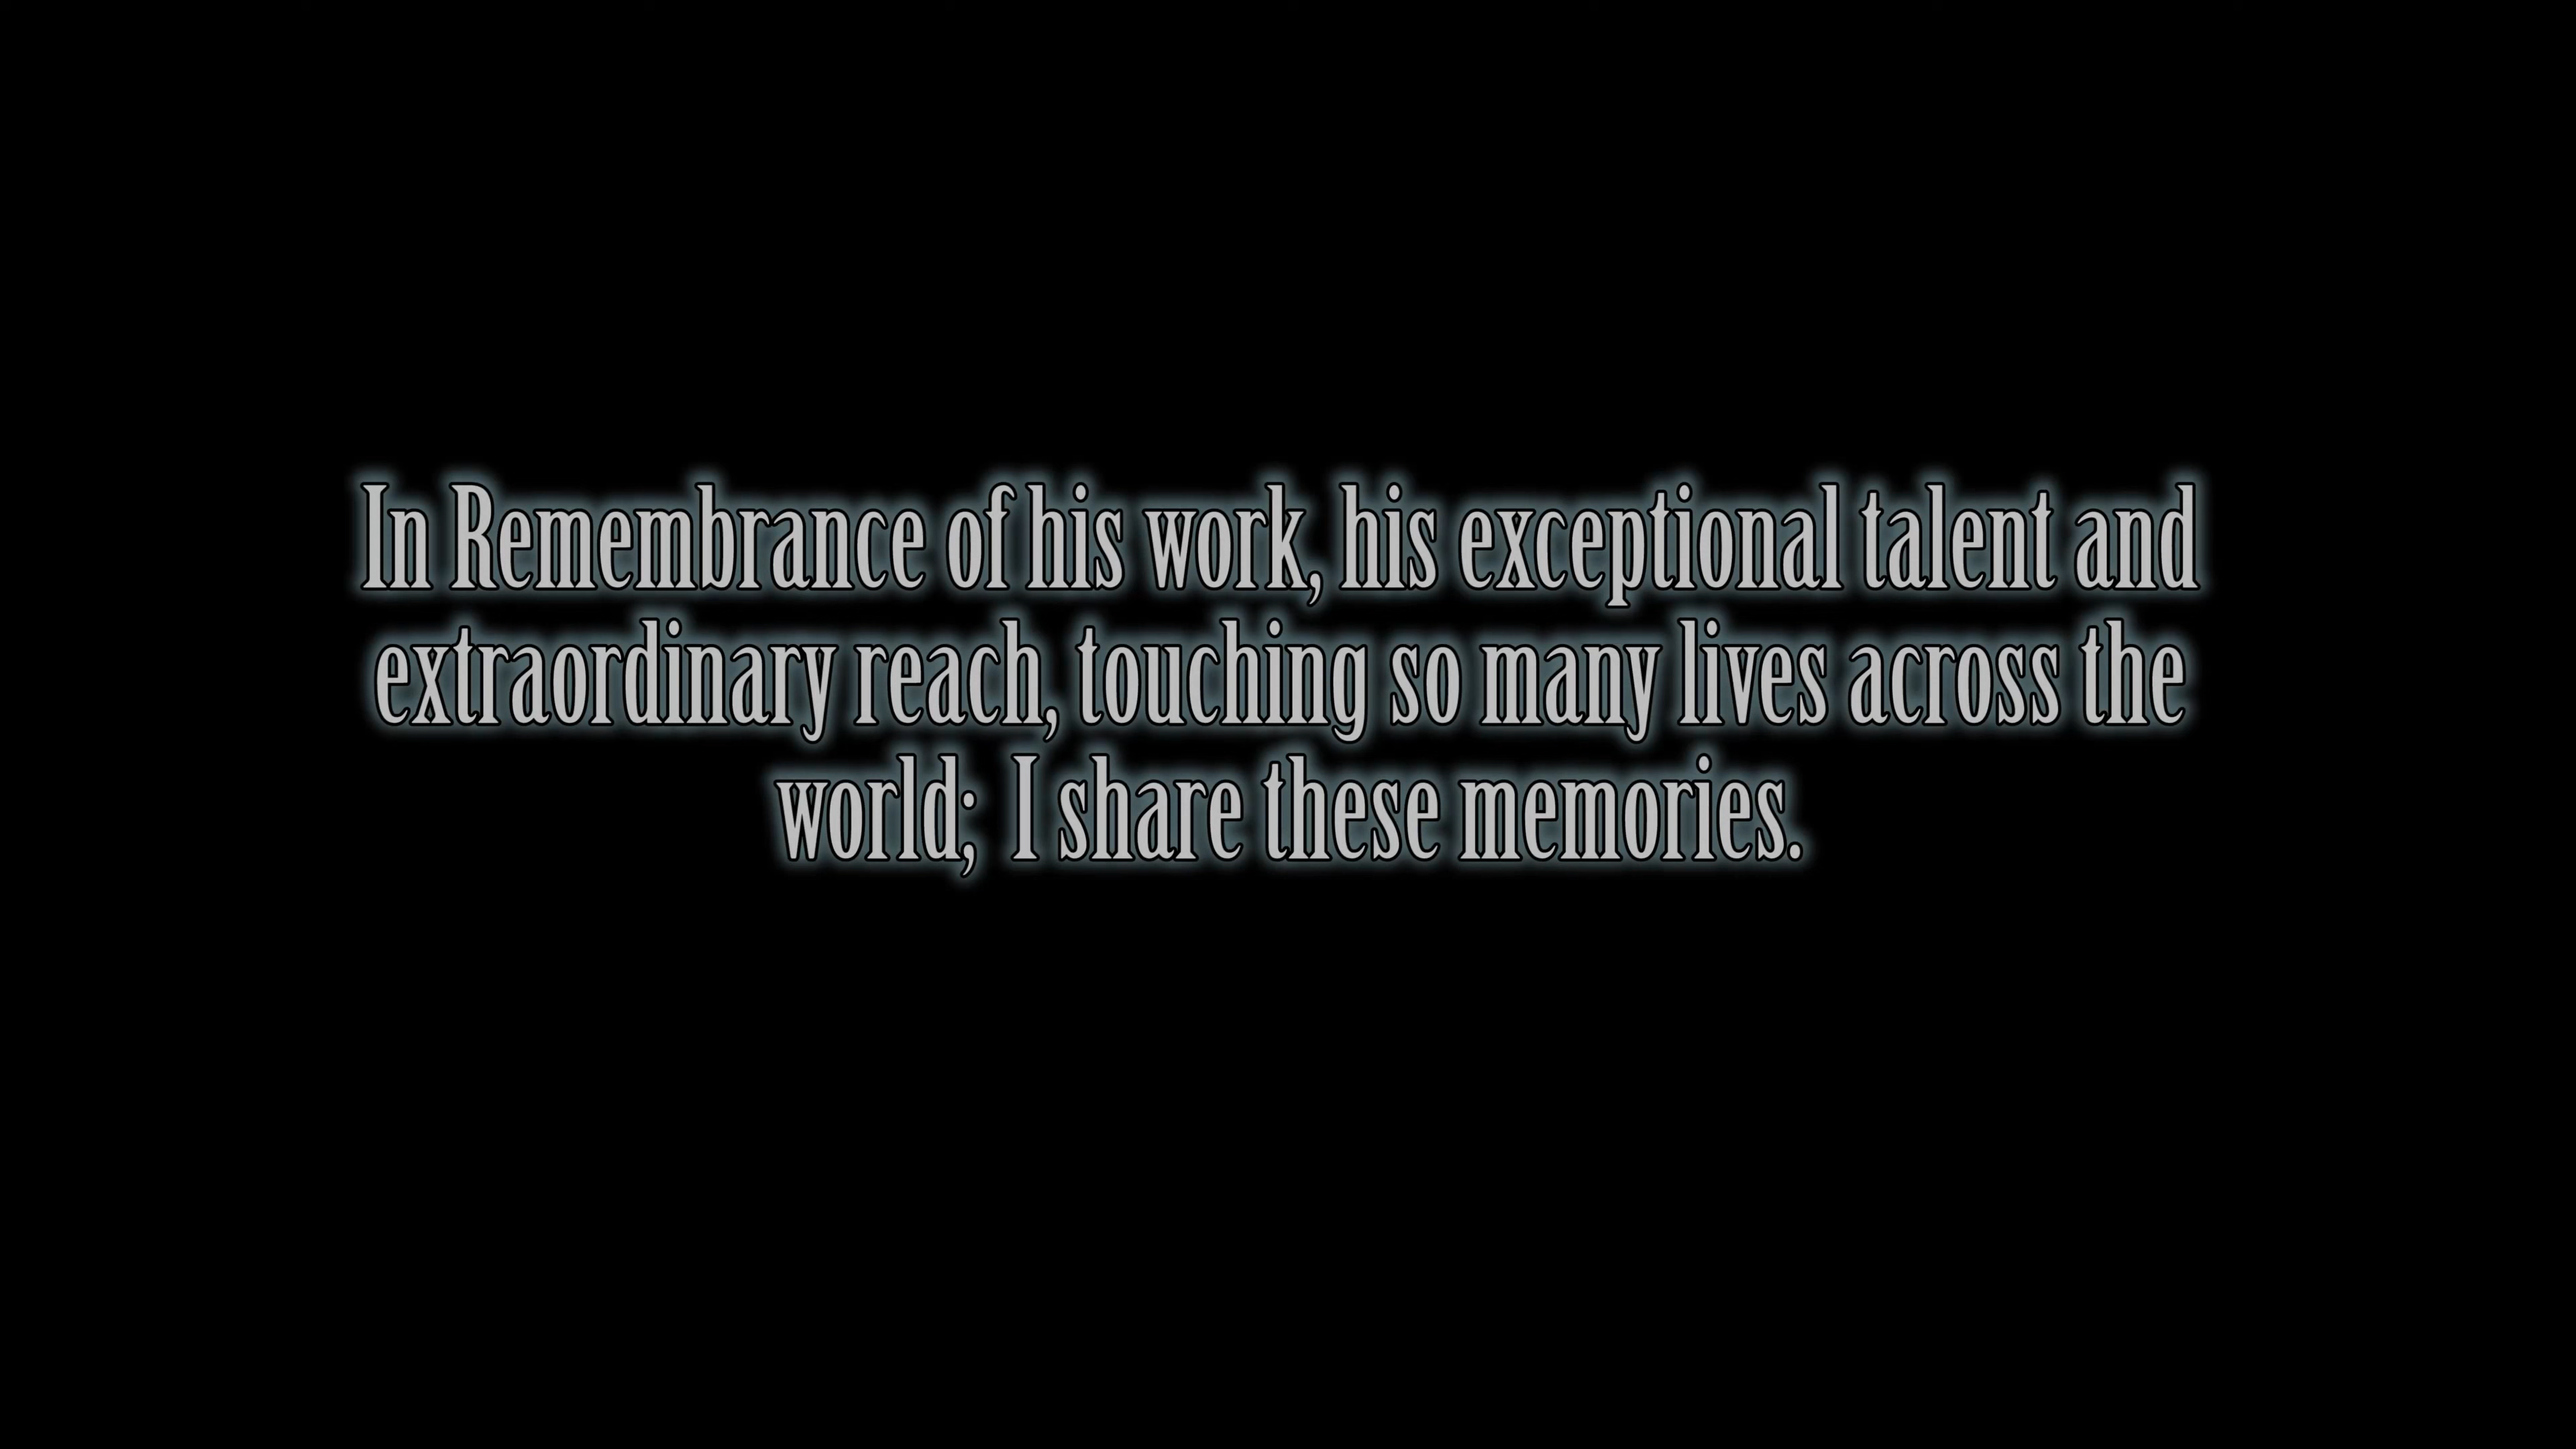 In Remembrance of his work, his exceptional talent and
extraordinary reach, touching so many lives across the
world; I share these memories.